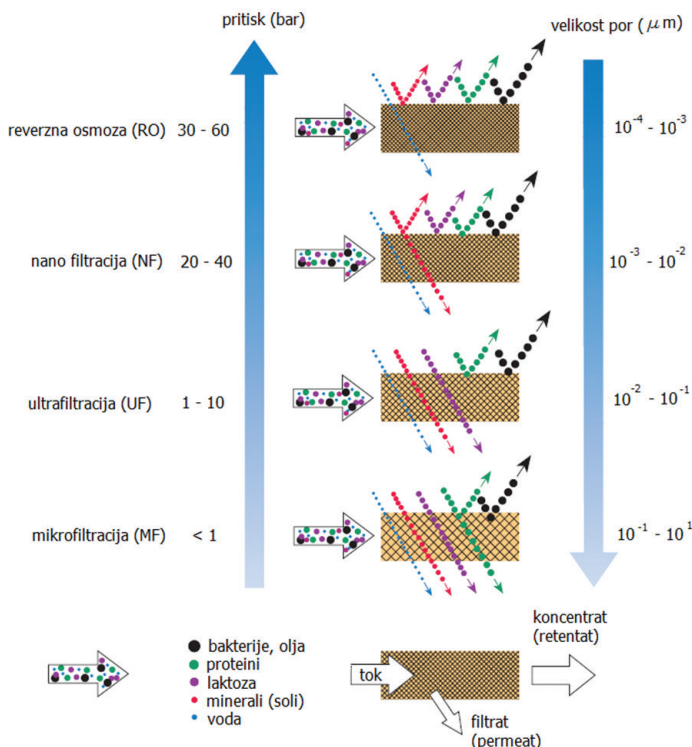 pritisk (bar)
velikost por ( μm)
reverzna osmoza (RO) 30 - 60
10⁻⁴ - 10⁻³
nano filtracija (NF) 20 - 40
10⁻³ - 10⁻²
ultrafiltracija (UF) 1 - 10
10⁻² - 10⁻¹
mikrofiltracija (MF) < 1
10⁻¹ - 10¹
bakterije, olja
proteini
laktoza
minerali (soli)
voda
tok
koncentrat
(retentat)
filtrat
(permeat)